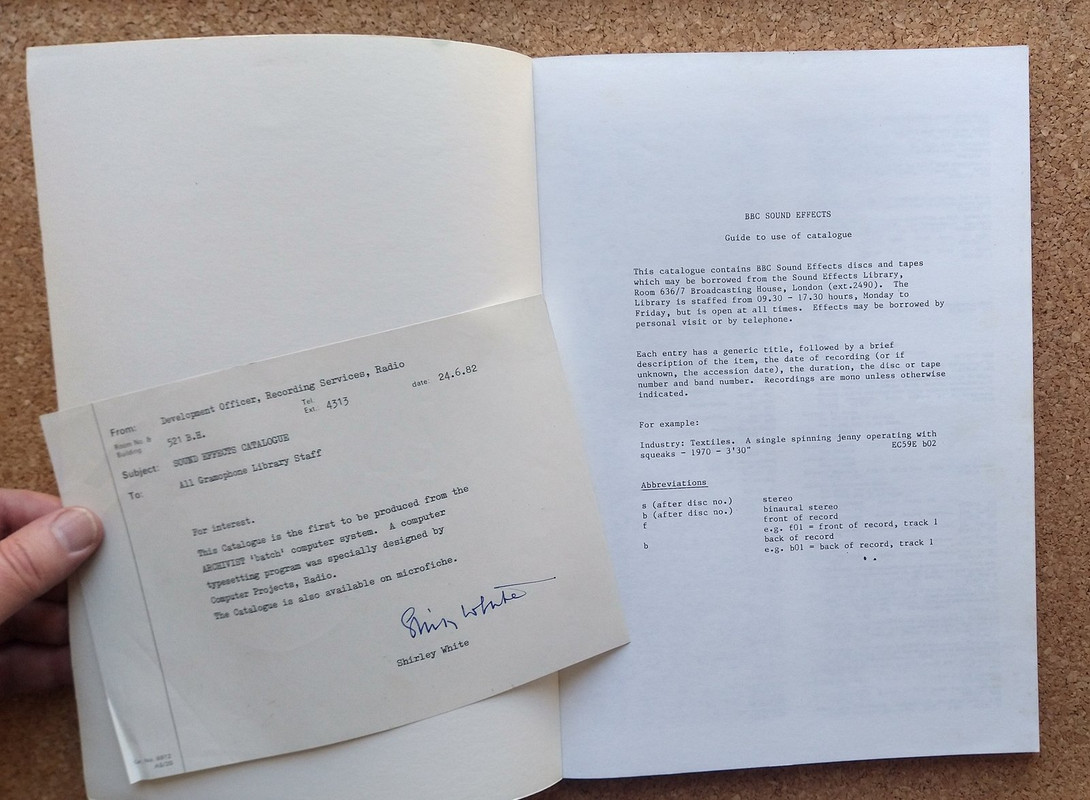 From: Development Officer, Recording Services, Radio
Room No. & Building 521 B.H. Tel. Ext.: 4313 date: 24.6.82
Subject: SOUND EFFECTS CATALOGUE
To: All Gramophone Library Staff
For interest.
This Catalogue is the first to be produced from the
ARCHIVIST 'batch' computer system. A computer
typesetting program was specially designed by
Computer Projects, Radio.
The Catalogue is also available on microfiche.
Shirley White
Shirley White
BBC SOUND EFFECTS
Guide to use of catalogue
This catalogue contains BBC Sound Effects discs and tapes
which may be borrowed from the Sound Effects Library,
Room 636/7 Broadcasting House, London (ext.2490). The
Library is staffed from 09.30 - 17.30 hours, Monday to
Friday, but is open at all times. Effects may be borrowed by
personal visit or by telephone.
Each entry has a generic title, followed by a brief
description of the item, the date of recording (or if
unknown, the accession date), the duration, the disc or tape
number and band number. Recordings are mono unless otherwise
indicated.
For example:
Industry: Textiles. A single spinning jenny operating with
squeaks - 1970 - 3'30" EC59E b02
Abbreviations
s (after disc no.) stereo
b (after disc no.) binaural stereo
f front of record
e.g. f01 = front of record, track 1
b back of record
e.g. b01 = back of record, track 1